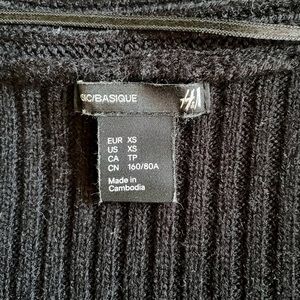 SIC/BASIQUE H&M
EUR XS
US XS
CA TP
CN 160/80A
Made in
Cambodia